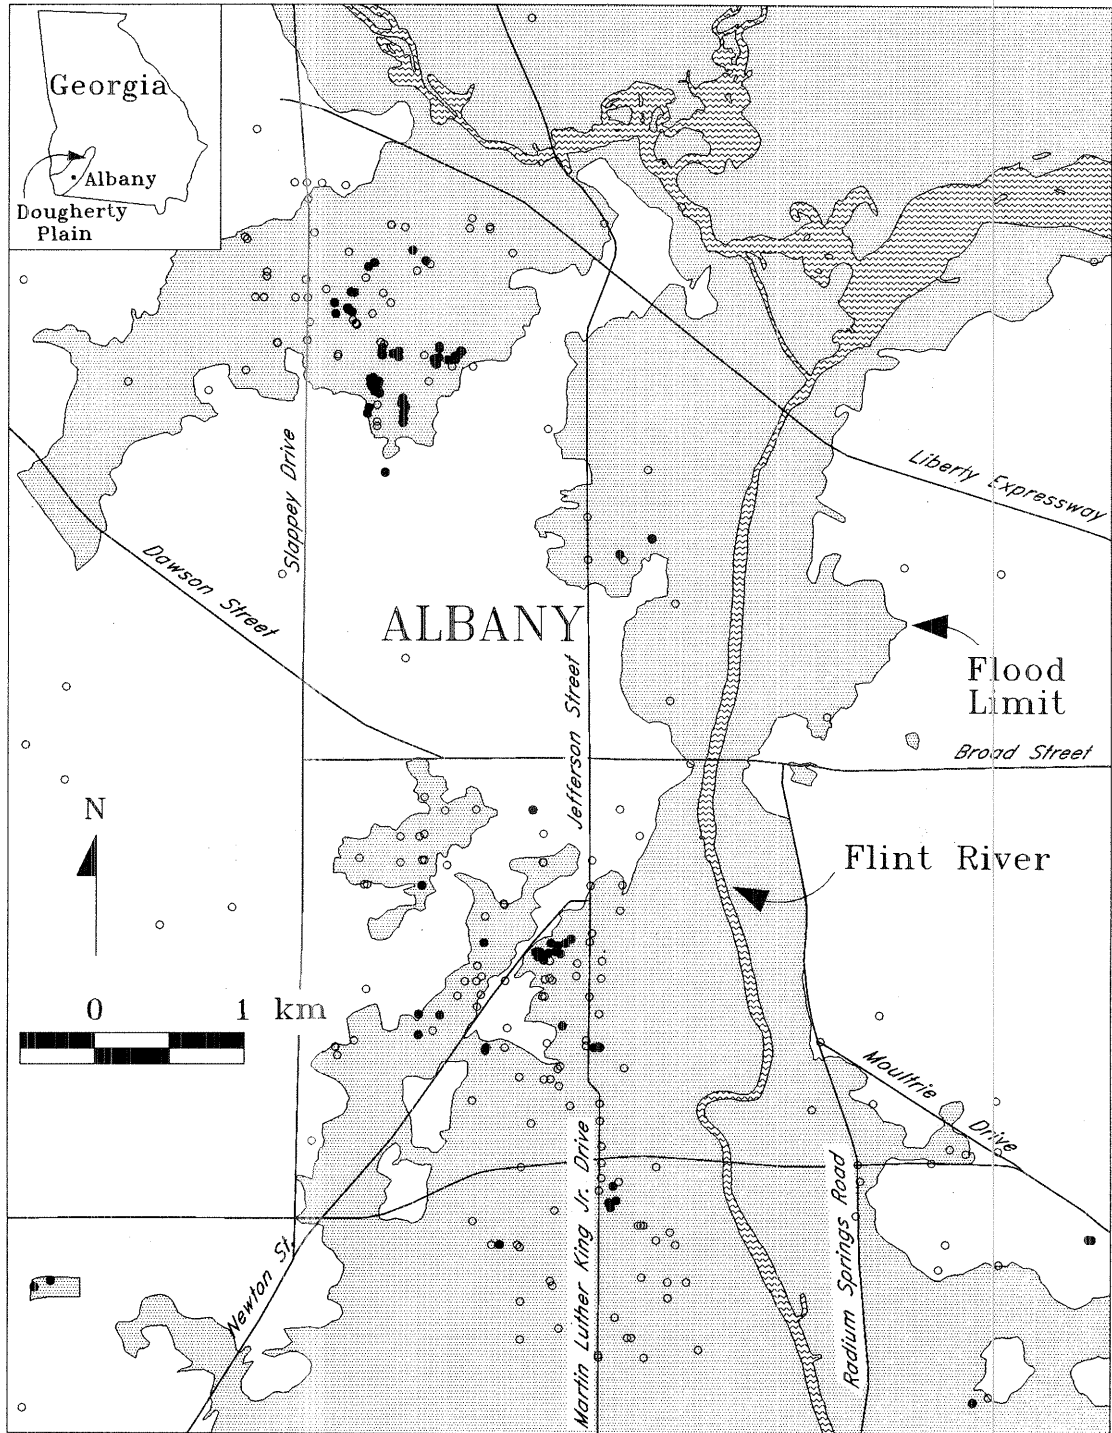 Georgia
Albany
Dougherty
Plain
Slappey Drive
Liberty Expressway
Dawson Street
ALBANY
Jefferson Street
Flood
Limit
Broad Street
N
Flint River
0 1 km
Moultrie Drive
Martin Luther King Jr. Drive
Radium Springs Road
Newton St.